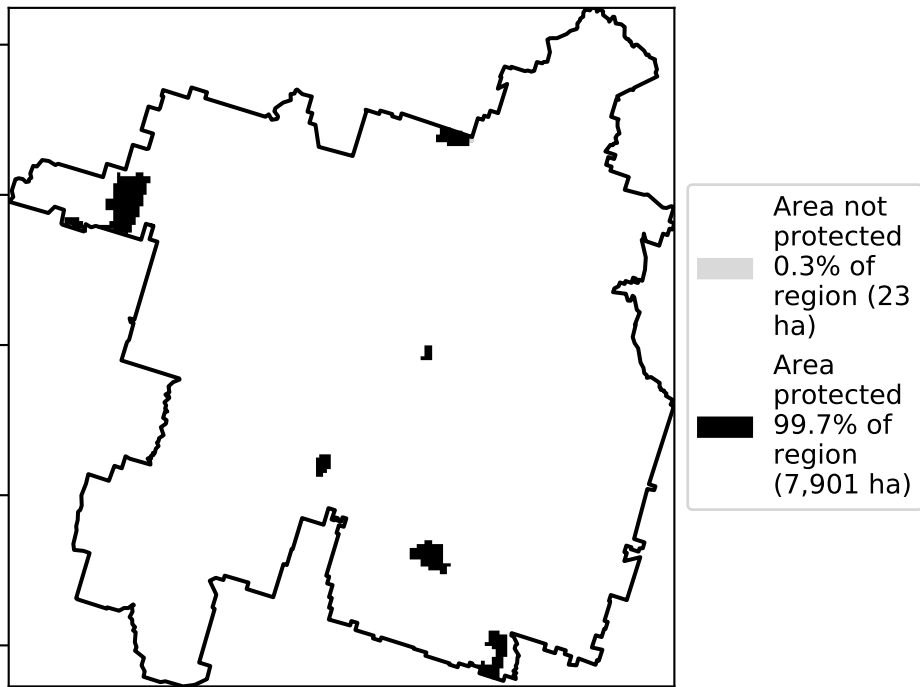 Area not
protected
0.3% of
region (23
ha)
Area
protected
99.7% of
region
(7,901 ha)